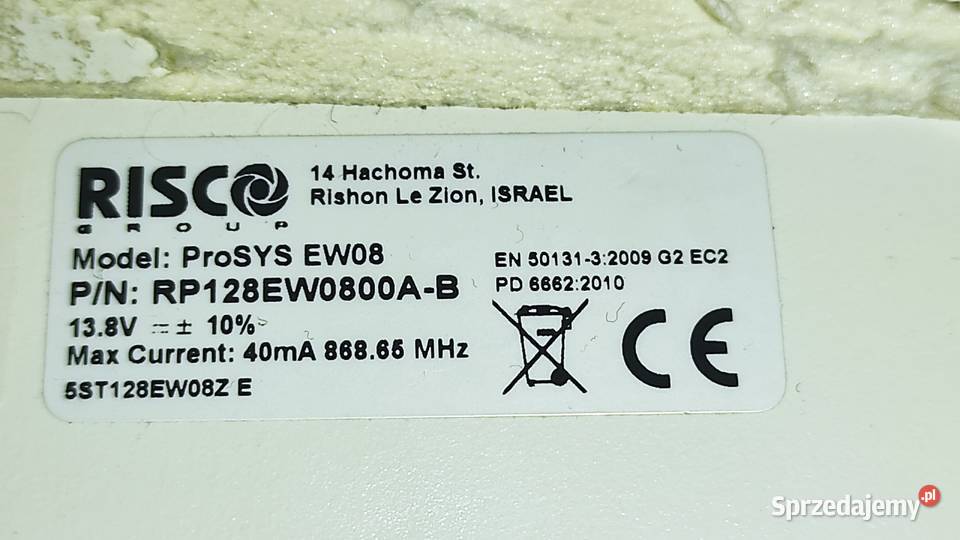 RISCO
GROUP
14 Hachoma St.
Rishon Le Zion, ISRAEL
Model: ProSYS EW08
P/N: RP128EW0800A-B
13.8V ⎓ ± 10%
Max Current: 40mA 868.65 MHz
5ST128EW08Z E
EN 50131-3:2009 G2 EC2
PD 6662:2010
CE
Sprzedajemy.pl